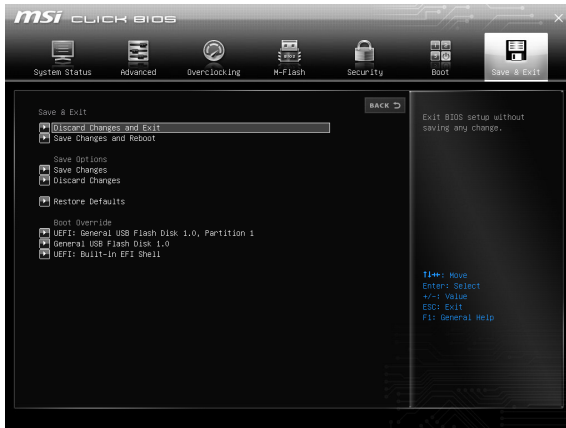 msi CLICK BIOS
System Status
Advanced
Overclocking
M-Flash
Security
Boot
Save & Exit
BACK
Save & Exit
Discard Changes and Exit
Save Changes and Reboot
Save Options
Save Changes
Discard Changes
Restore Defaults
Boot Override
UEFI: General USB Flash Disk 1.0, Partition 1
General USB Flash Disk 1.0
UEFI: Built-in EFI Shell
Exit BIOS setup without
saving any change.
↑↓↔: Move
Enter: Select
+/-: Value
ESC: Exit
F1: General Help